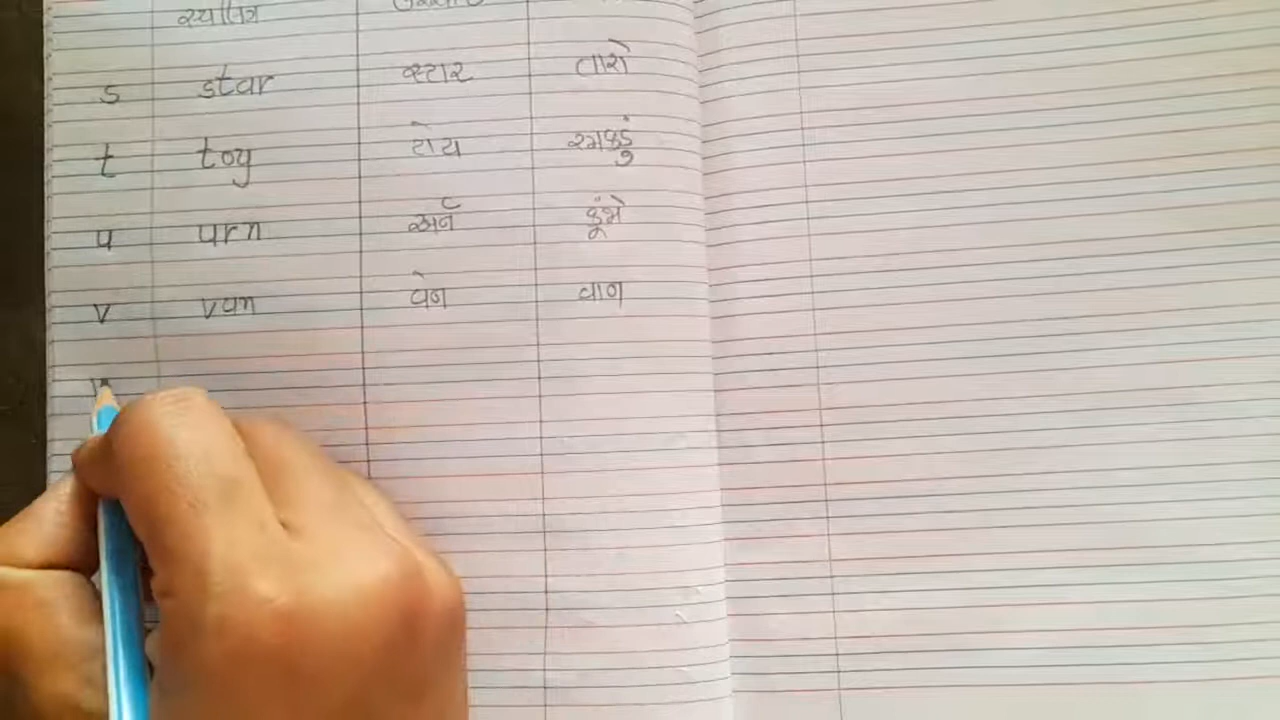 s star સ્ટાર તારો
t toy ટોય રમકડું
u urn અર્ન કૂંભો
v van વેન વાન